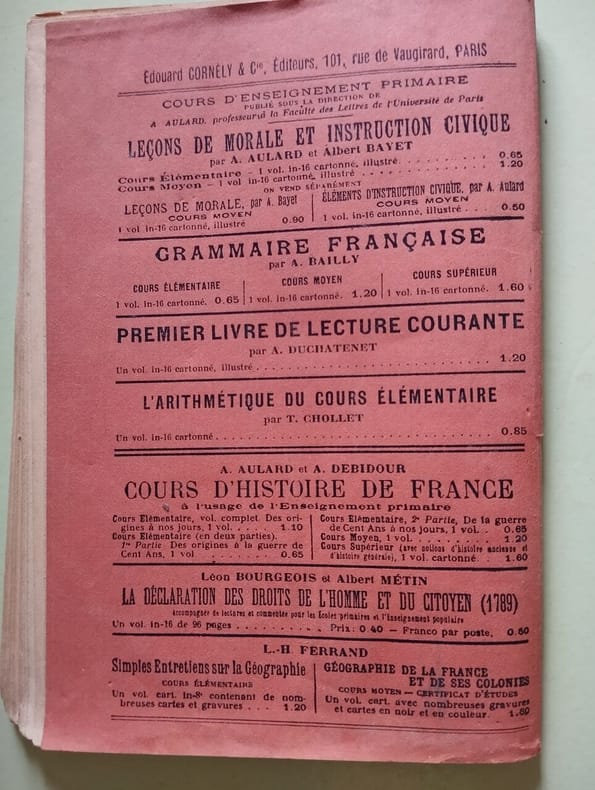 Édouard CORNÉLY & Cie, Éditeurs, 101, rue de Vaugirard, PARIS
COURS D'ENSEIGNEMENT PRIMAIRE
PUBLIÉ SOUS LA DIRECTION DE
A AULARD, professeur à la Faculté des Lettres de l'Université de Paris
LEÇONS DE MORALE ET INSTRUCTION CIVIQUE
par A. AULARD et Albert BAYET
Cours Élémentaire - 1 vol. in-16 cartonné, illustré. . . . . . . . . . . 0.65
Cours Moyen - 1 vol in-16 cartonné, illustré . . . . . . . . . . . . 1.20
ON VEND SÉPARÉMENT
LEÇONS DE MORALE, par A. Bayet
COURS MOYEN
1 vol. in-16 cartonné, illustré 0.90
ÉLÉMENTS D'INSTRUCTION CIVIQUE, par A. Aulard
COURS MOYEN
1 vol. in-16 cartonné, illustré . . . . 0.50
GRAMMAIRE FRANÇAISE
par A. BAILLY
COURS ÉLÉMENTAIRE
1 vol. in-16 cartonné. 0.65
COURS MOYEN
1 vol. in-16 cartonné. 1.20
COURS SUPÉRIEUR
1 vol. in-16 cartonné. 1.60
PREMIER LIVRE DE LECTURE COURANTE
par A. DUCHATENET
Un vol. in-16 cartonné, illustré . . . . . . . . . . . . . . . . . . 1.20
L'ARITHMÉTIQUE DU COURS ÉLÉMENTAIRE
par T. CHOLLET
Un vol. in-16 cartonné . . . . . . . . . . . . . . . . . . . . . . 0.85
A. AULARD et A. DEBIDOUR
COURS D'HISTOIRE DE FRANCE
à l'usage de l'Enseignement primaire
Cours Elémentaire, vol. complet. Des ori-
gines à nos jours, 1 vol. . . . 1.10
Cours Elémentaire (en deux parties).
1re Partie Des origines à la guerre de
Cent Ans, 1 vol . . . . . . . 0.65
Cours Elémentaire, 2e Partie, De la guerre
de Cent Ans à nos jours, 1 vol. . 0.65
Cours Moyen, 1 vol. . . . . . . . 1.20
Cours Supérieur (avec notions d'histoire ancienne et
d'histoire générale), 1 vol. cartonné . 1.60
Léon BOURGEOIS et Albert MÉTIN
LA DÉCLARATION DES DROITS DE L'HOMME ET DU CITOYEN (1789)
accompagnée de lectures et commentée pour les Écoles primaires et l'Enseignement populaire
Un vol. in-16 de 96 pages . . . . . . . . . Prix: 0 40 — Franco par poste, 0.50
L.-H. FERRAND
Simples Entretiens sur la Géographie
COURS ÉLÉMENTAIRE
Un vol. cart. in-8° contenant de nom-
breuses cartes et gravures . . . 1.20
GÉOGRAPHIE DE LA FRANCE
ET DE SES COLONIES
COURS MOYEN — CERTIFICAT D'ÉTUDES
Un vol. cart. avec nombreuses gravures
et cartes en noir et en couleur. 1.60